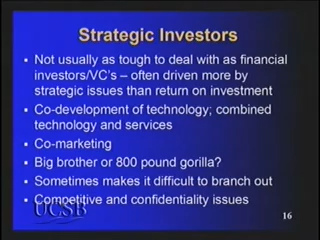 Strategic Investors
Not usually as tough to deal with as financial
investors/VC's – often driven more by
strategic issues than return on investment
Co-development of technology; combined
technology and services
Co-marketing
Big brother or 800 pound gorilla?
Sometimes makes it difficult to branch out
Competitive and confidentiality issues
UCSB
16